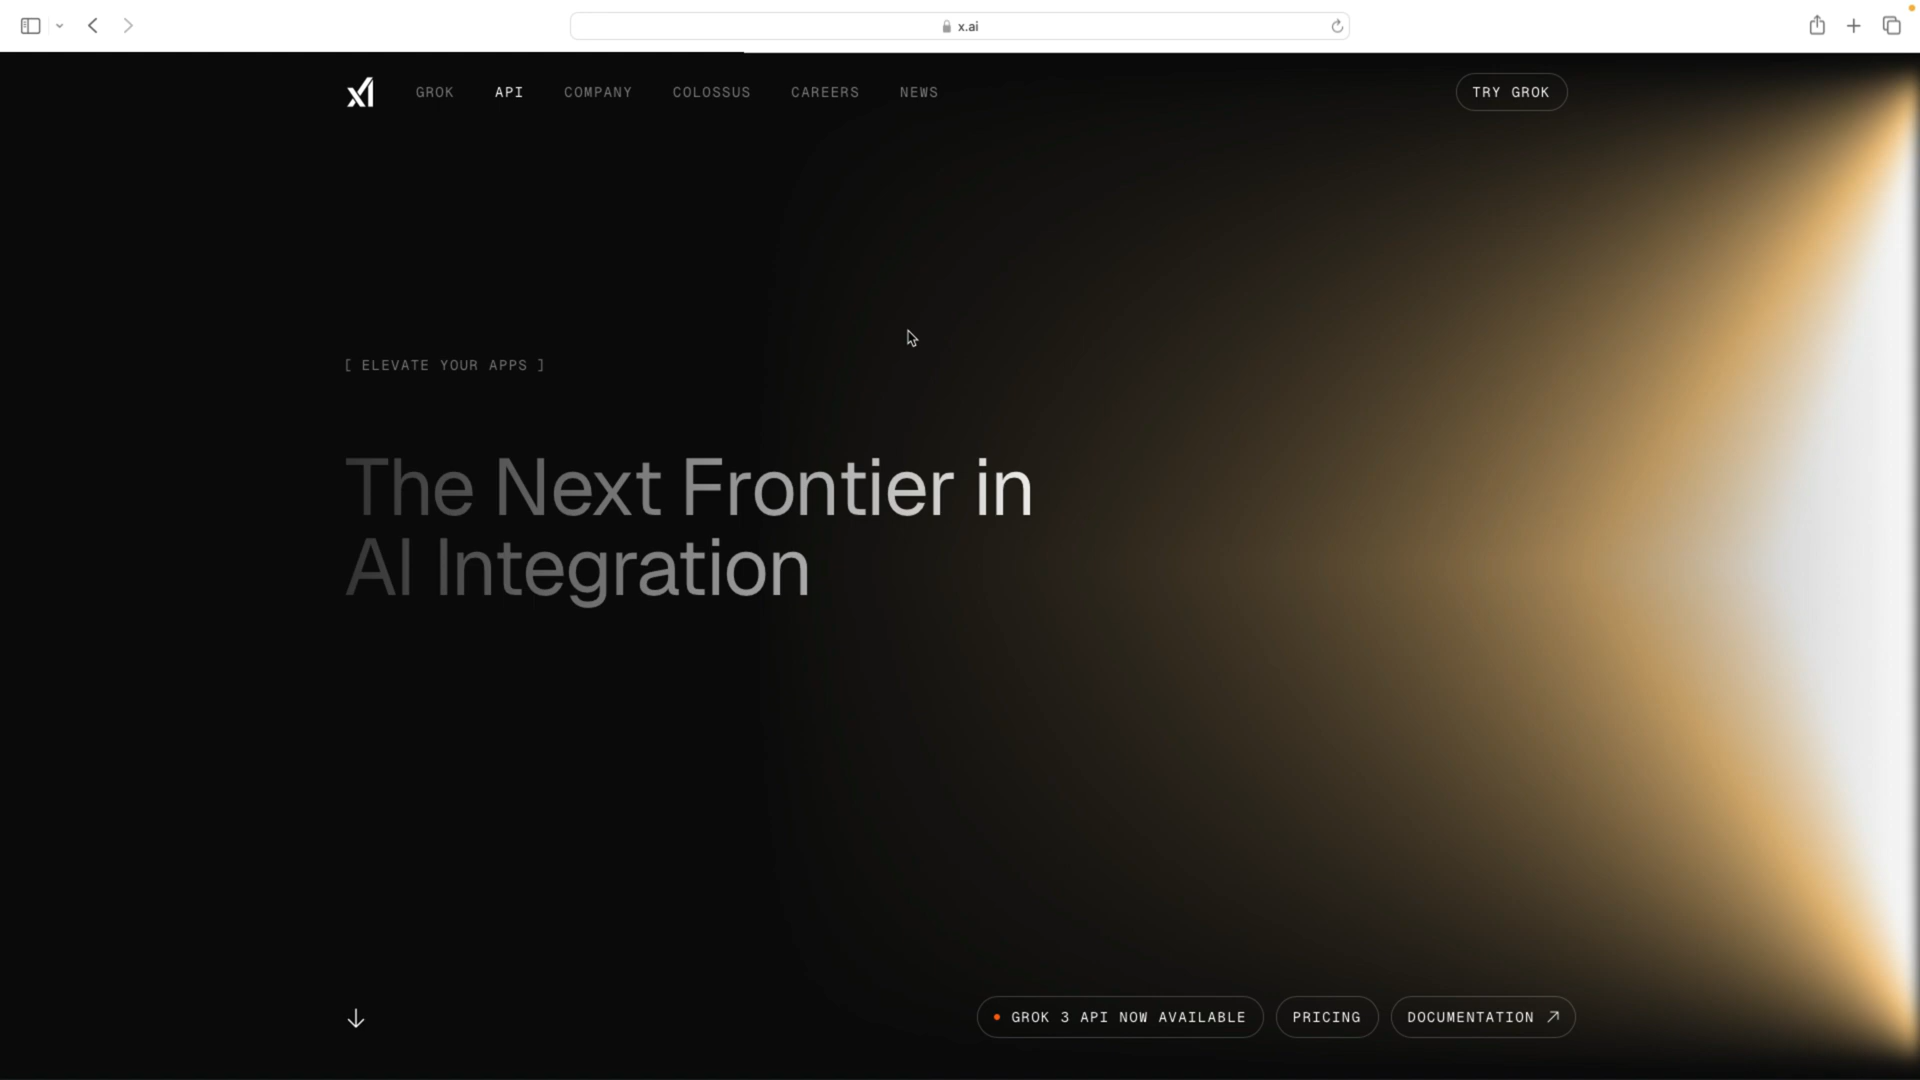 x.ai
xI
GROK
API
COMPANY
COLOSSUS
CAREERS
NEWS
TRY GROK
[ ELEVATE YOUR APPS ]
The Next Frontier in
AI Integration
GROK 3 API NOW AVAILABLE
PRICING
DOCUMENTATION